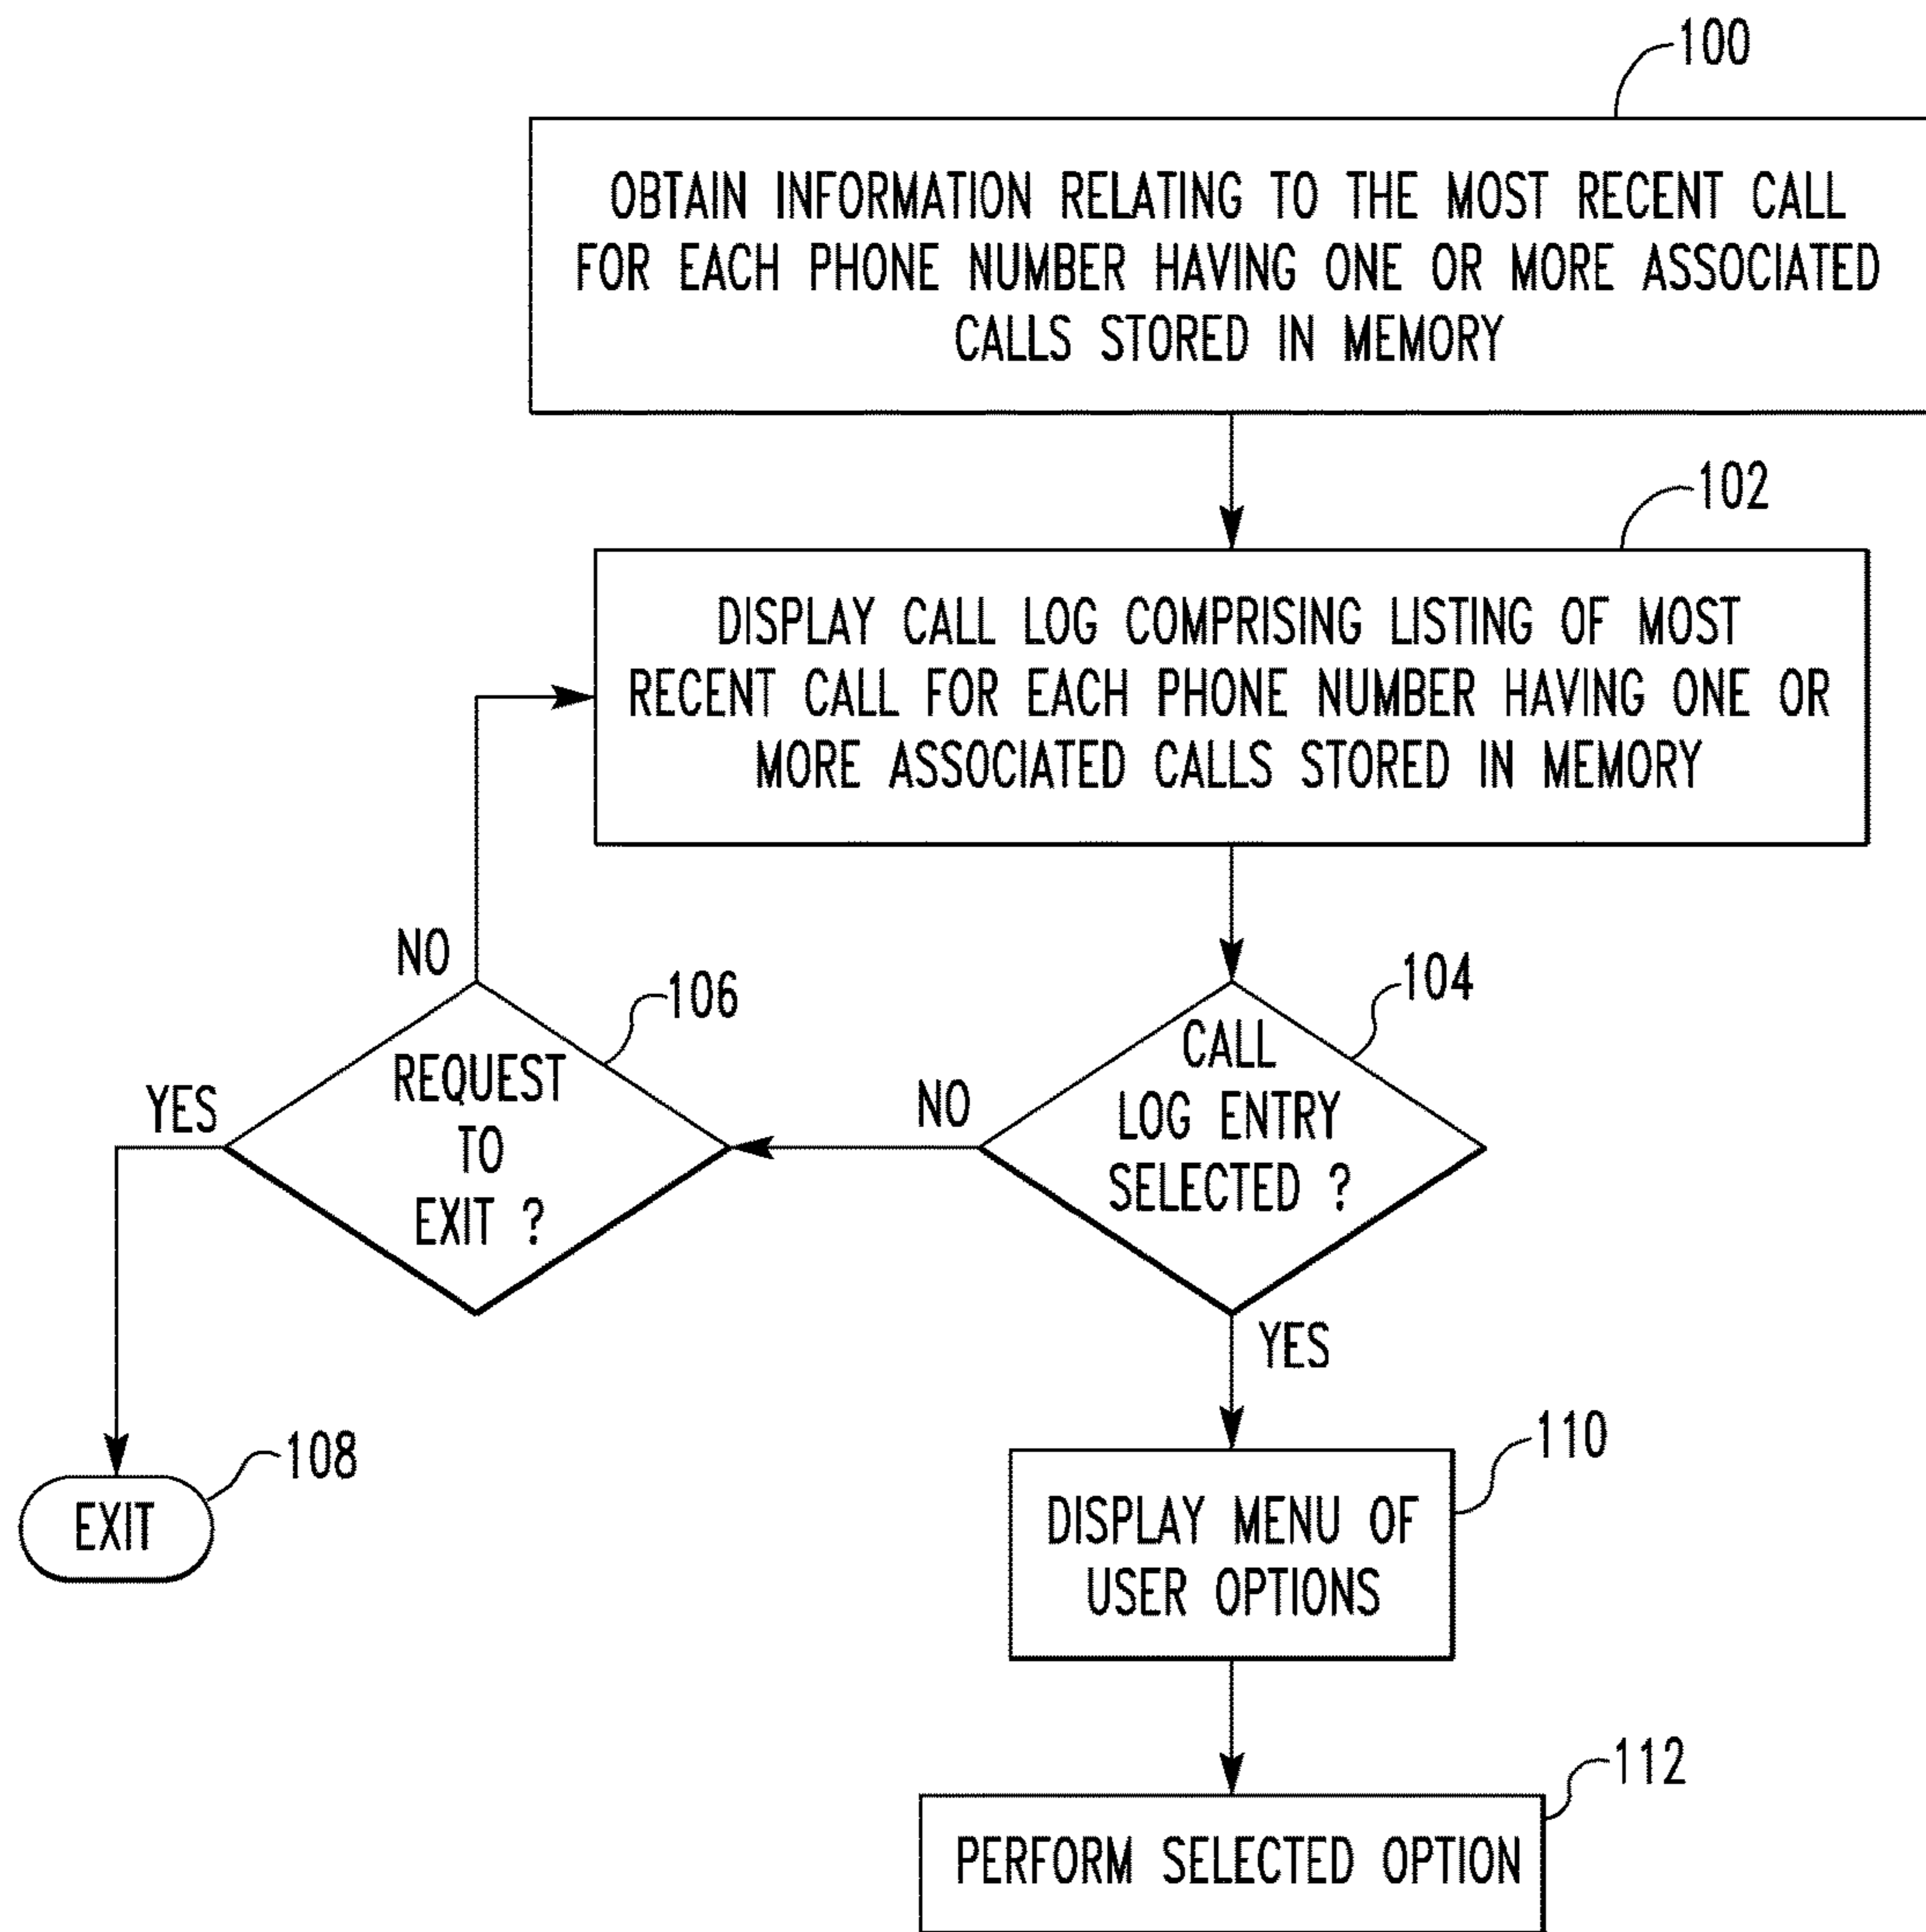 100
OBTAIN INFORMATION RELATING TO THE MOST RECENT CALL
FOR EACH PHONE NUMBER HAVING ONE OR MORE ASSOCIATED
CALLS STORED IN MEMORY
102
DISPLAY CALL LOG COMPRISING LISTING OF MOST
RECENT CALL FOR EACH PHONE NUMBER HAVING ONE OR
MORE ASSOCIATED CALLS STORED IN MEMORY
104
CALL
LOG ENTRY
SELECTED ?
NO
106
REQUEST
TO
EXIT ?
NO
YES
108
EXIT
YES
110
DISPLAY MENU OF
USER OPTIONS
112
PERFORM SELECTED OPTION